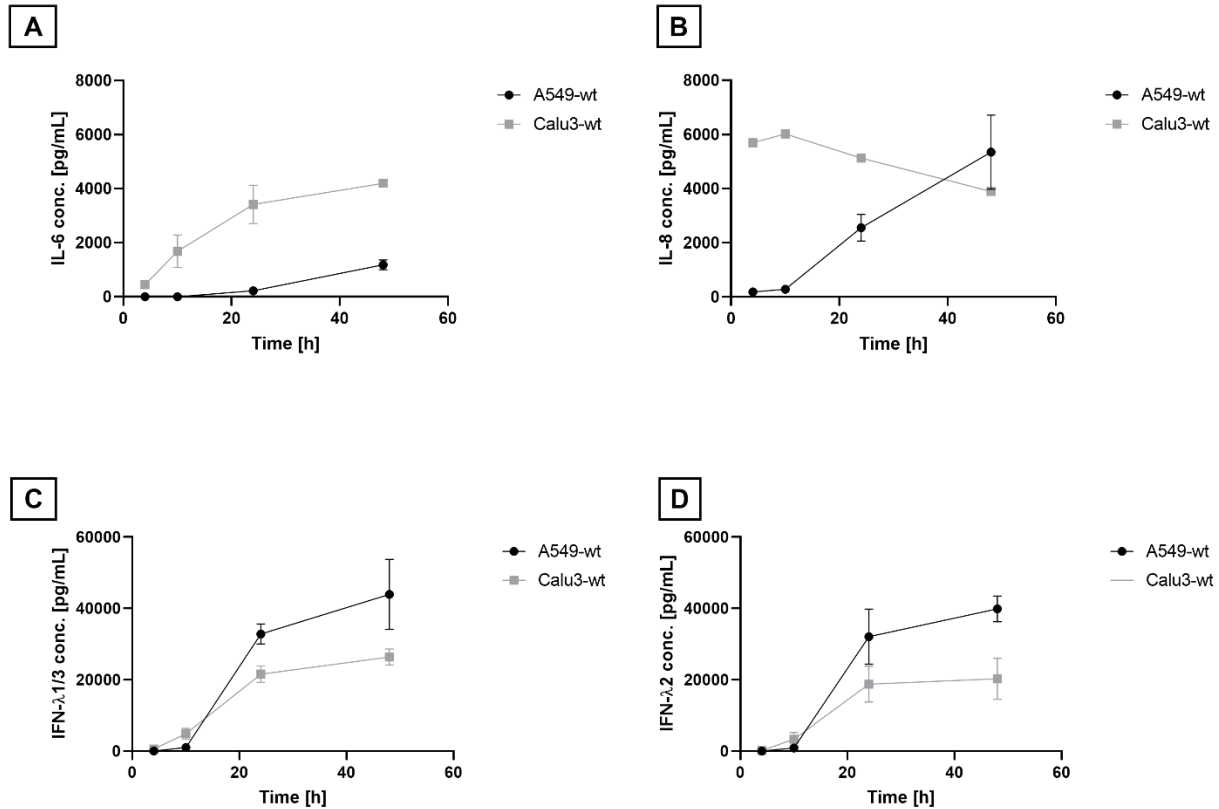 A
IL-6 conc. [pg/mL]
8000
6000
4000
2000
0
0 20 40 60
Time [h]
A549-wt
Calu3-wt
B
IL-8 conc. [pg/mL]
8000
6000
4000
2000
0
0 20 40 60
Time [h]
A549-wt
Calu3-wt
C
IFN-λ1/3 conc. [pg/mL]
60000
40000
20000
0
0 20 40 60
Time [h]
A549-wt
Calu3-wt
D
IFN-λ2 conc. [pg/mL]
60000
40000
20000
0
0 20 40 60
Time [h]
A549-wt
Calu3-wt